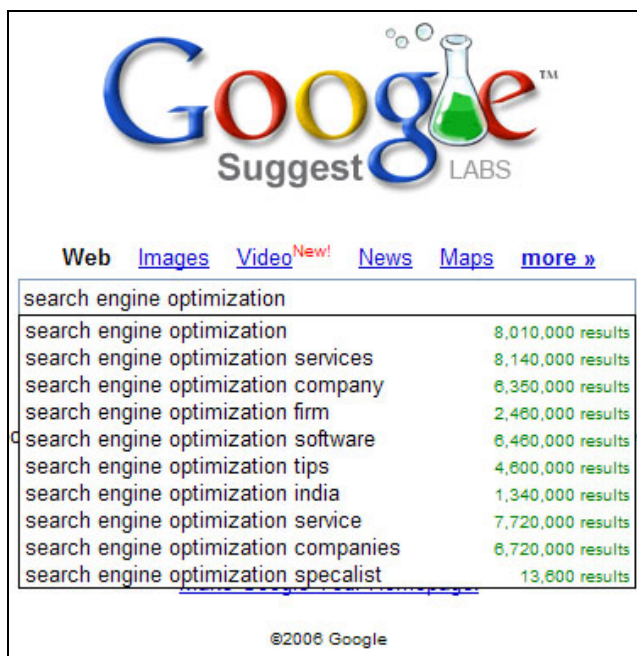 Google™
Suggest LABS
Web Images Video New! News Maps more »
search engine optimization
search engine optimization 8,010,000 results
search engine optimization services 8,140,000 results
search engine optimization company 6,350,000 results
search engine optimization firm 2,460,000 results
search engine optimization software 6,460,000 results
search engine optimization tips 4,600,000 results
search engine optimization india 1,340,000 results
search engine optimization service 7,720,000 results
search engine optimization companies 6,720,000 results
search engine optimization specalist 13,600 results
©2006 Google